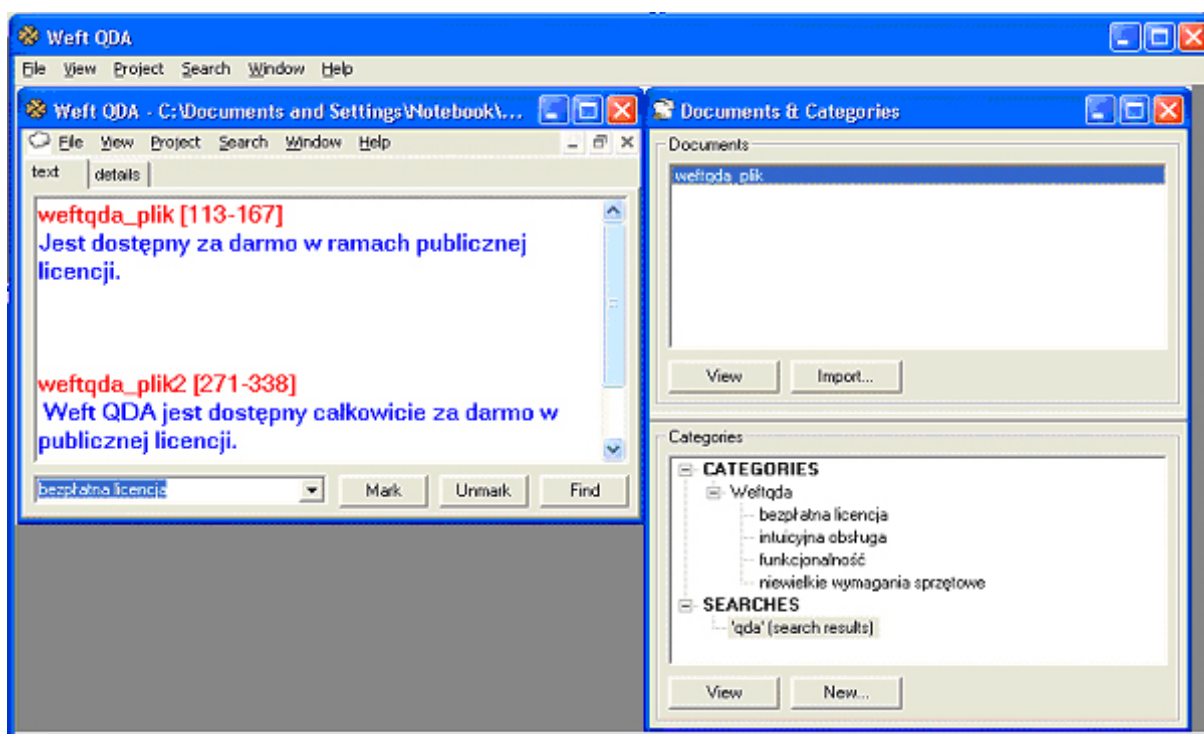 Weft QDA
File View Project Search Window Help
Weft QDA - C:\Documents and Settings\Notebook\...
File View Project Search Window Help
text details
weftqda_plik [113-167]
Jest dostępny za darmo w ramach publicznej
licencji.
weftqda_plik2 [271-338]
Weft QDA jest dostępny całkowicie za darmo w
publicznej licencji.
bezpłatna licencja Mark Unmark Find
Documents & Categories
Documents
weftqda_plik
View Import...
Categories
CATEGORIES
Weftqda
bezpłatna licencja
intuicyjna obsługa
funkcjonalność
niewielkie wymagania sprzętowe
SEARCHES
'qda' (search results)
View New...